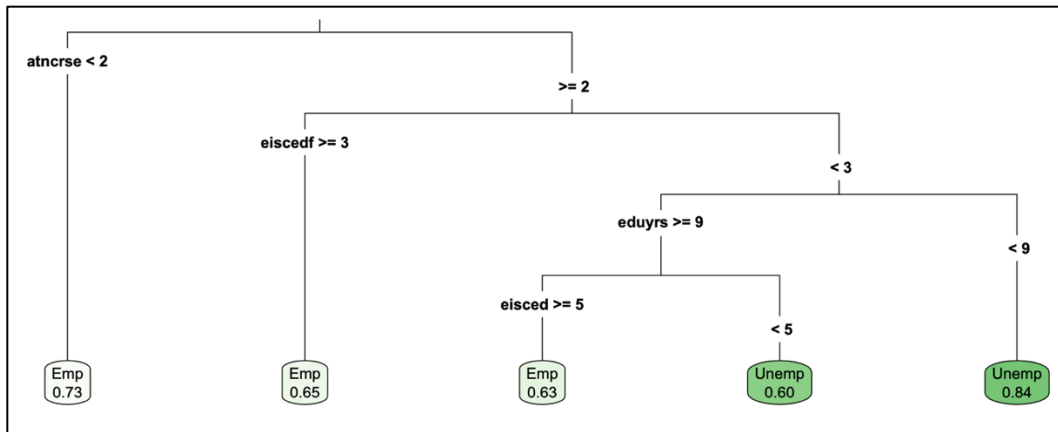 atncrse < 2
>= 2
eiscedf >= 3
< 3
eduyrs >= 9
< 9
eisced >= 5
< 5
Emp
0.73
Emp
0.65
Emp
0.63
Unemp
0.60
Unemp
0.84